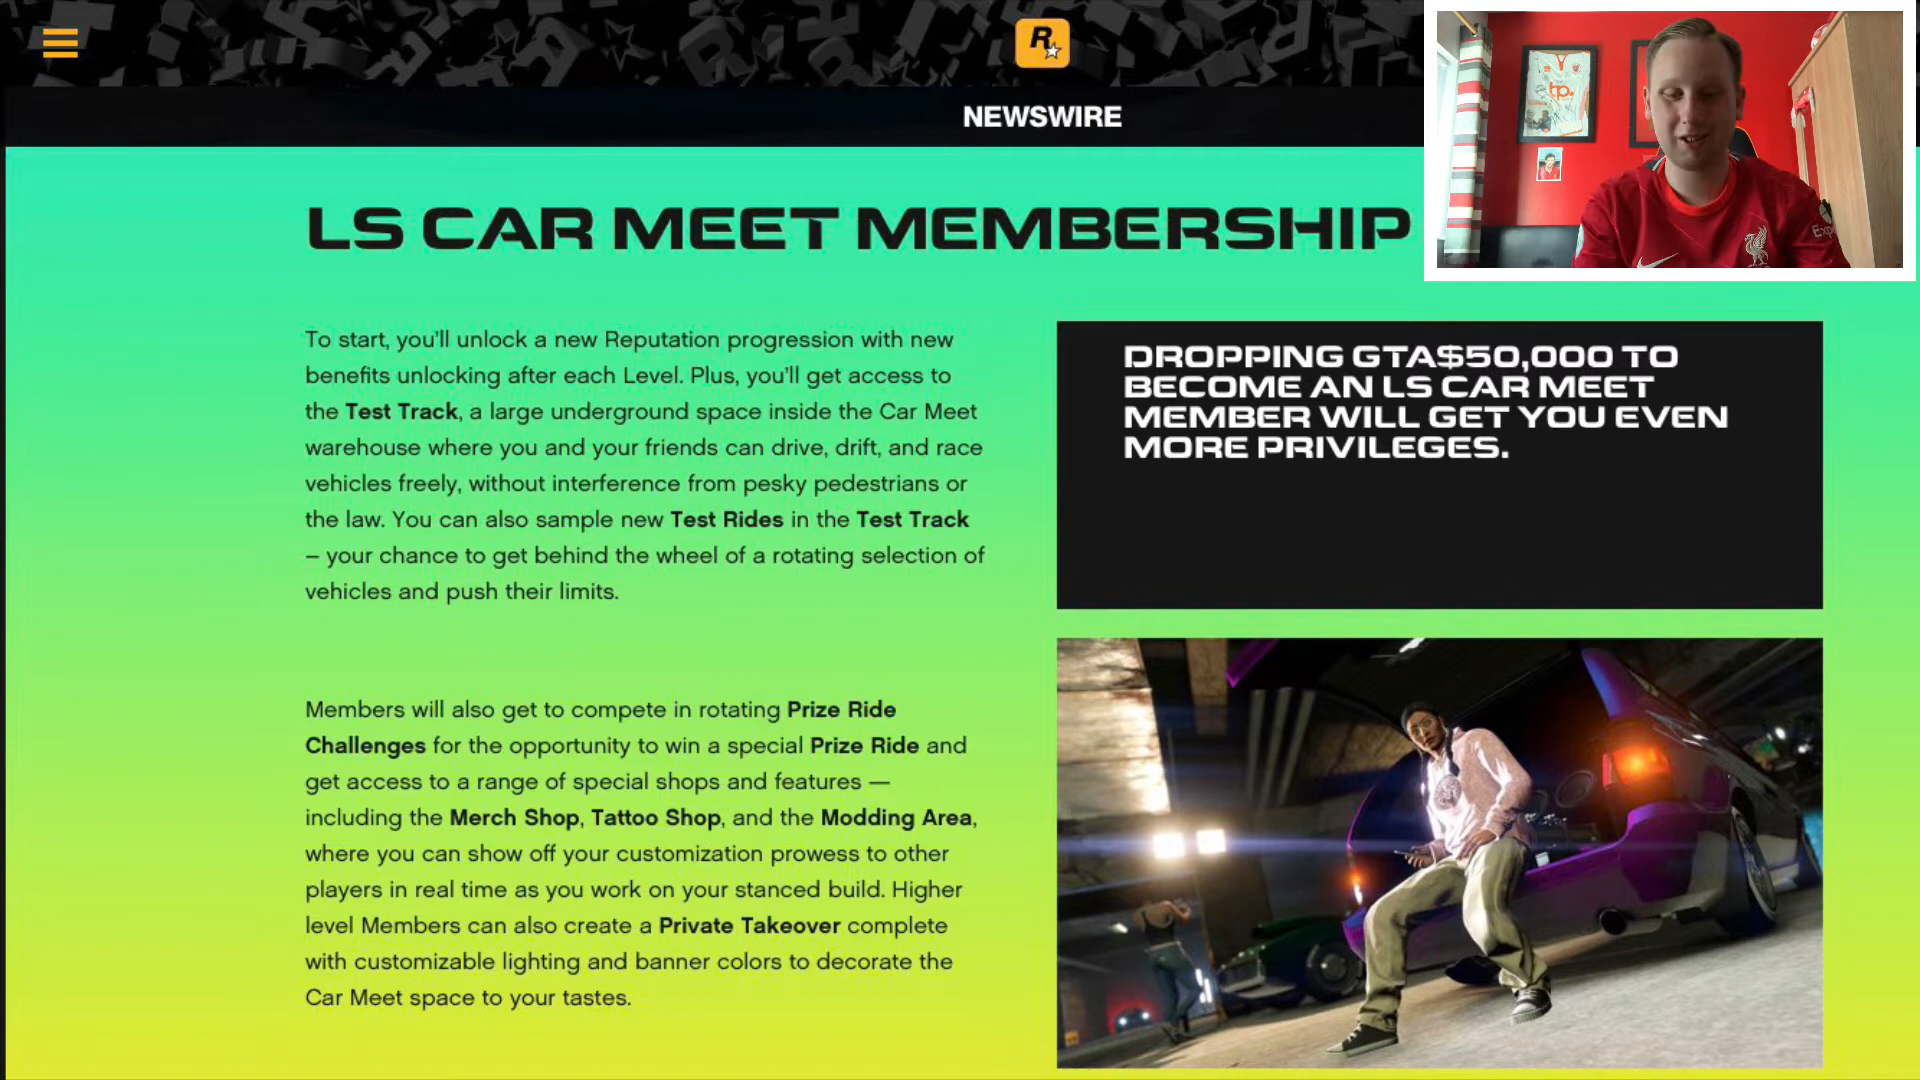 R
NEWSWIRE
LS CAR MEET MEMBERSHIP
To start, you'll unlock a new Reputation progression with new
benefits unlocking after each Level. Plus, you'll get access to
the Test Track, a large underground space inside the Car Meet
warehouse where you and your friends can drive, drift, and race
vehicles freely, without interference from pesky pedestrians or
the law. You can also sample new Test Rides in the Test Track
– your chance to get behind the wheel of a rotating selection of
vehicles and push their limits.
Members will also get to compete in rotating Prize Ride
Challenges for the opportunity to win a special Prize Ride and
get access to a range of special shops and features —
including the Merch Shop, Tattoo Shop, and the Modding Area,
where you can show off your customization prowess to other
players in real time as you work on your stanced build. Higher
level Members can also create a Private Takeover complete
with customizable lighting and banner colors to decorate the
Car Meet space to your tastes.
DROPPING GTA$50,000 TO
BECOME AN LS CAR MEET
MEMBER WILL GET YOU EVEN
MORE PRIVILEGES.
tp.
Exp